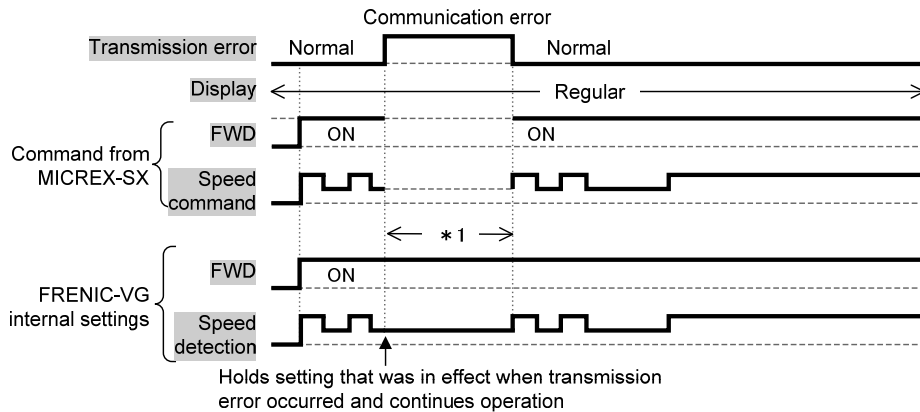 Communication error
Transmission error
Normal
Normal
Display
Regular
Command from
MICREX-SX
FWD
ON
ON
Speed
command
*1
FRENIC-VG
internal settings
FWD
ON
Speed
detection
Holds setting that was in effect when transmission
error occurred and continues operation